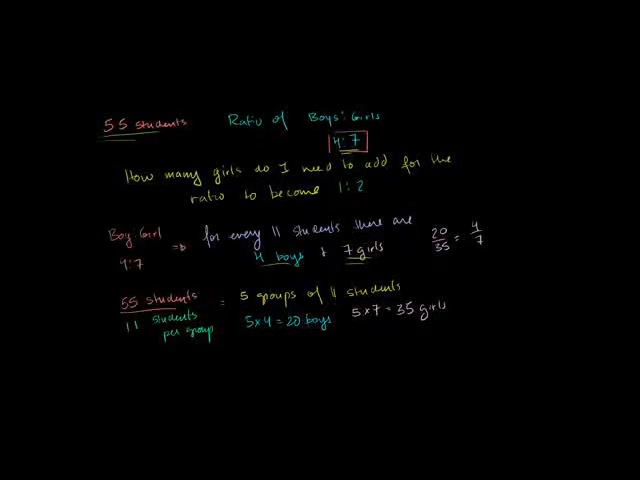 55 students Ratio of Boys: Girls
4: 7
How many girls do I need to add for the
ratio to become 1:2
Boy: Girl => for every 11 students there are
4:7 4 boys & 7 girls 20/35 = 4/7
55 students = 5 groups of 11 students
11 students per group 5x4=20 boys 5x7=35 girls